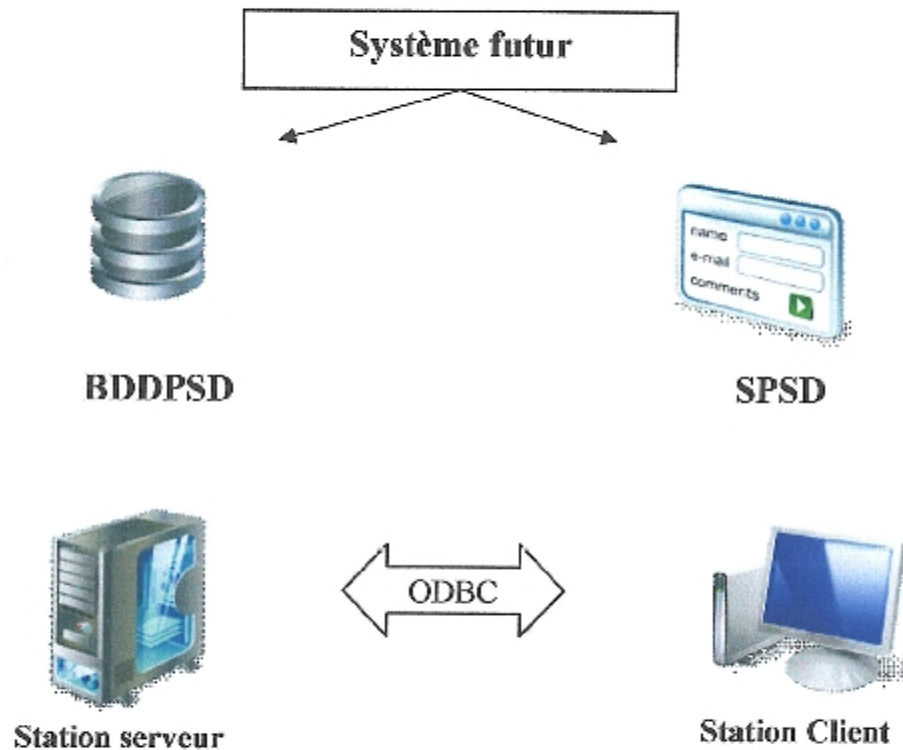 Système futur
name
e-mail
comments
BDDPSD
SPSD
ODBC
Station serveur
Station Client